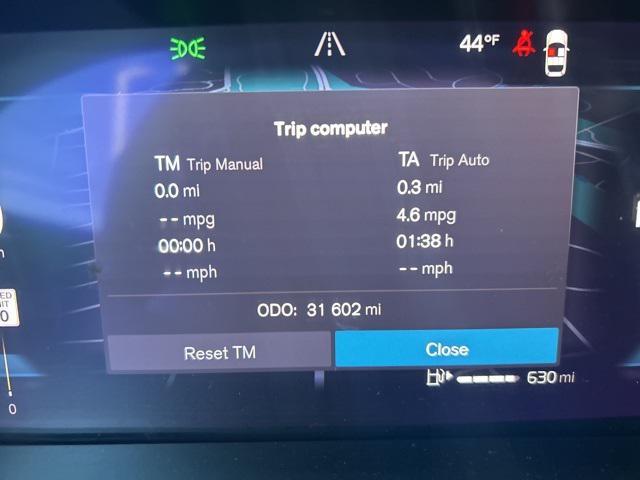 44°F
Trip computer
TM Trip Manual
0.0 mi
-- mpg
00:00 h
-- mph
TA Trip Auto
0.3 mi
4.6 mpg
01:38 h
-- mph
ODO: 31 602 mi
Reset TM
Close
630 mi
0